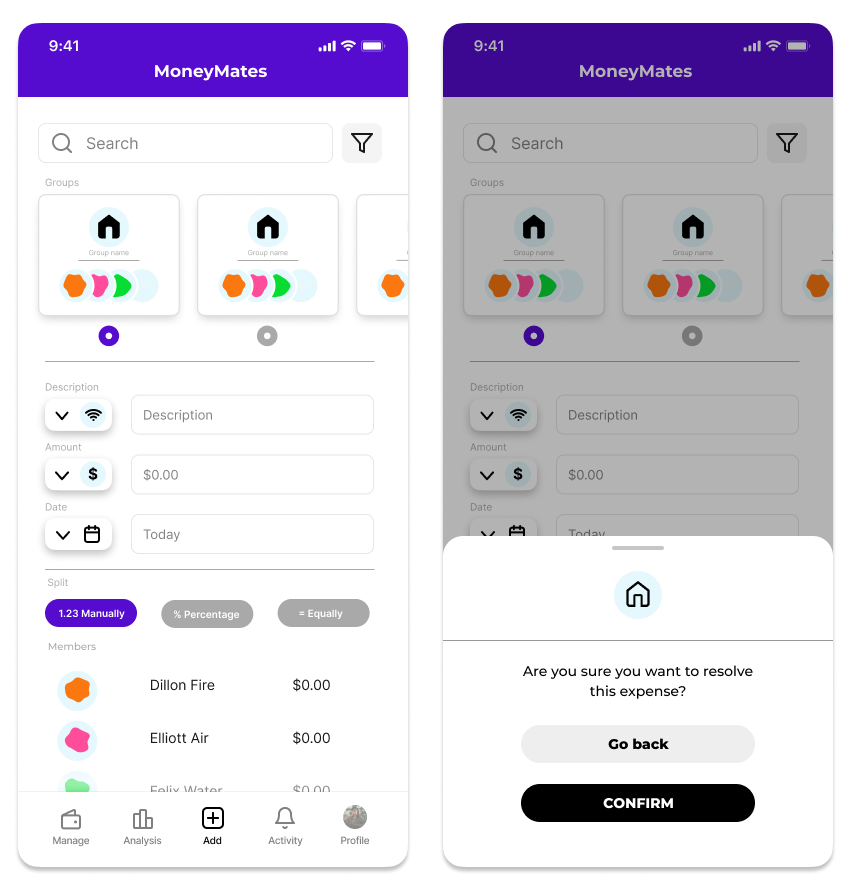 9:41
MoneyMates
Search
Groups
Group name
Group name
Description
Description
Amount
$
$0.00
Date
Today
Split
1.23 Manually
% Percentage
= Equally
Members
Dillon Fire
$0.00
Elliott Air
$0.00
Felix Water
$0.00
Manage
Analysis
Add
Activity
Profile
9:41
MoneyMates
Search
Groups
Group name
Group name
Description
Description
Amount
$
$0.00
Date
Today
Are you sure you want to resolve
this expense?
Go back
CONFIRM